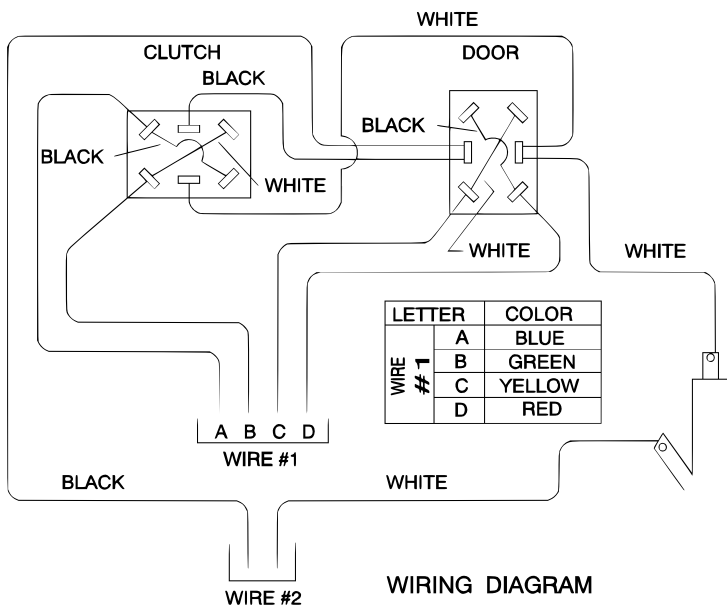 WHITE
CLUTCH
DOOR
BLACK
BLACK
BLACK
WHITE
WHITE
WHITE
LETTER COLOR
WIRE #1
A BLUE
B GREEN
C YELLOW
D RED
A B C D
WIRE #1
BLACK
WHITE
WIRE #2
WIRING DIAGRAM